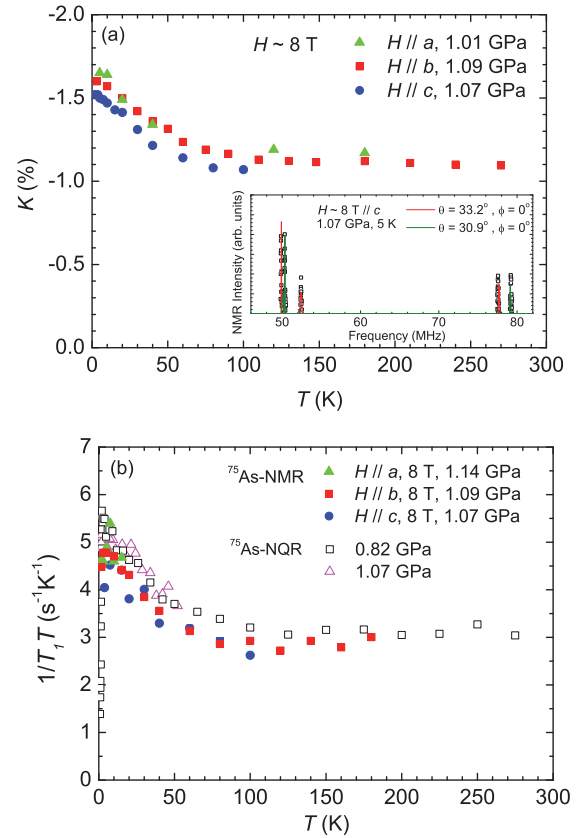 (a)
H ~ 8 T
H // a, 1.01 GPa
H // b, 1.09 GPa
H // c, 1.07 GPa
-2.0
-1.5
-1.0
-0.5
0.0
K (%)
H ~ 8 T // c
1.07 GPa, 5 K
θ = 33.2°, ϕ = 0°
θ = 30.9°, ϕ = 0°
NMR Intensity (arb. units)
50 60 70 80
Frequency (MHz)
0 50 100 150 200 250 300
T (K)
(b)
⁷⁵As-NMR
H // a, 8 T, 1.14 GPa
H // b, 8 T, 1.09 GPa
H // c, 8 T, 1.07 GPa
⁷⁵As-NQR
0.82 GPa
1.07 GPa
7
6
5
4
3
2
1
0
1/T₁T (s⁻¹K⁻¹)
0 50 100 150 200 250 300
T (K)